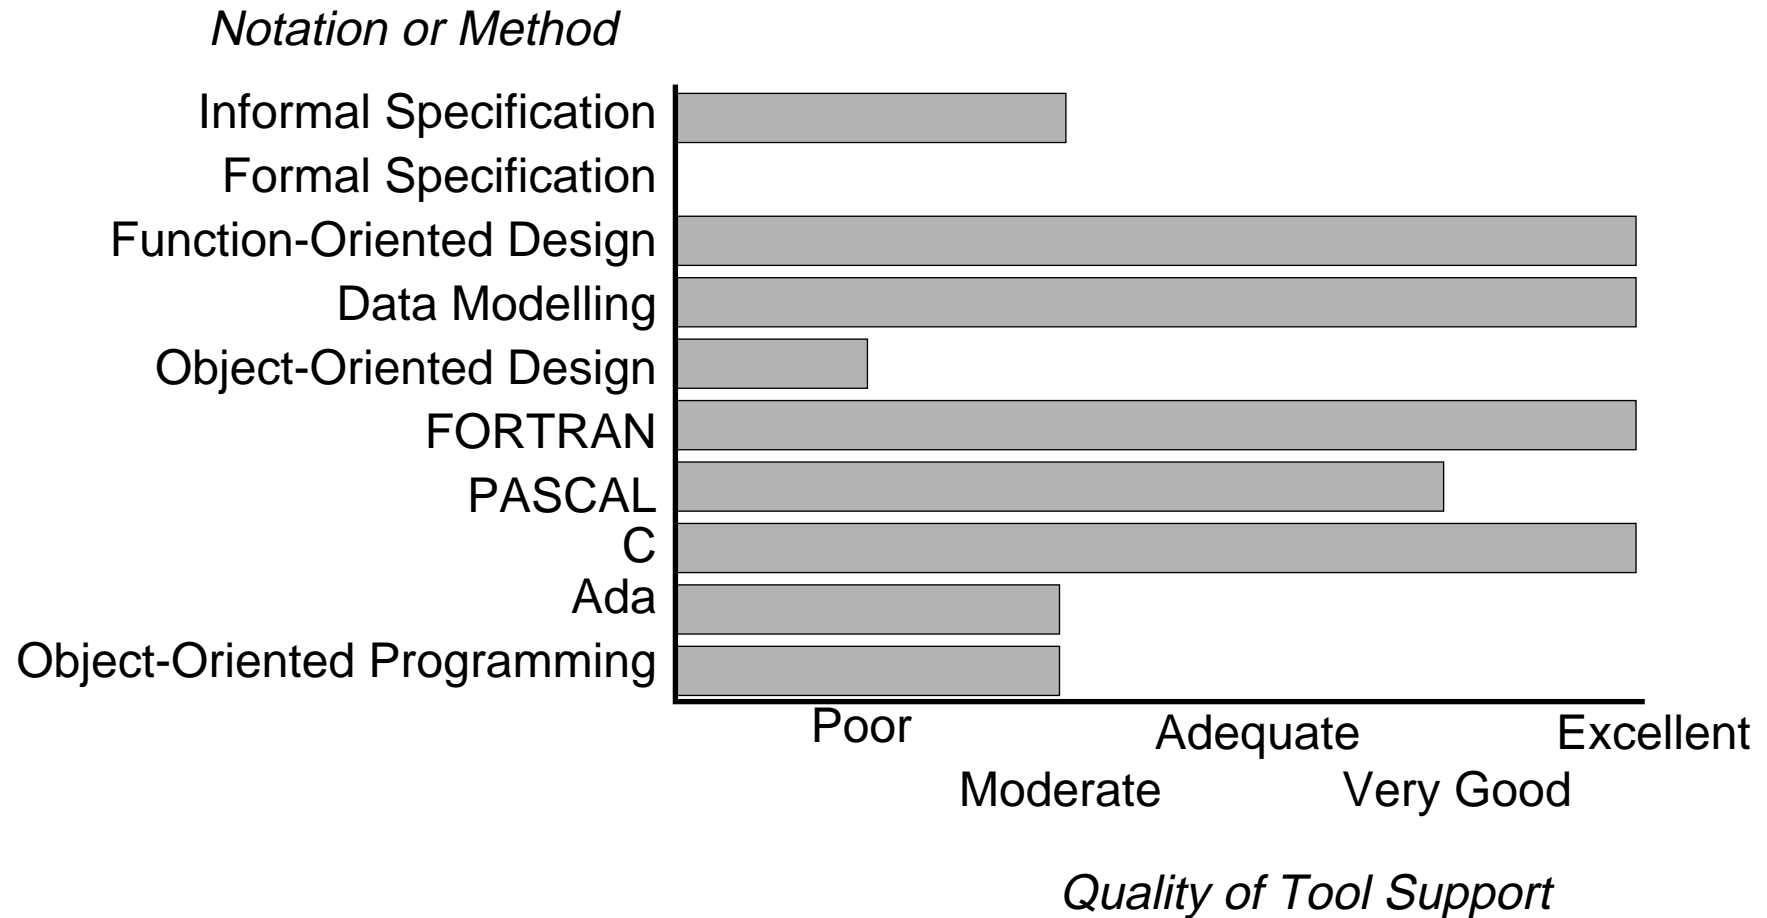 Notation or Method
Informal Specification
Formal Specification
Function-Oriented Design
Data Modelling
Object-Oriented Design
FORTRAN
PASCAL
C
Ada
Object-Oriented Programming
Poor
Adequate
Excellent
Moderate
Very Good
Quality of Tool Support